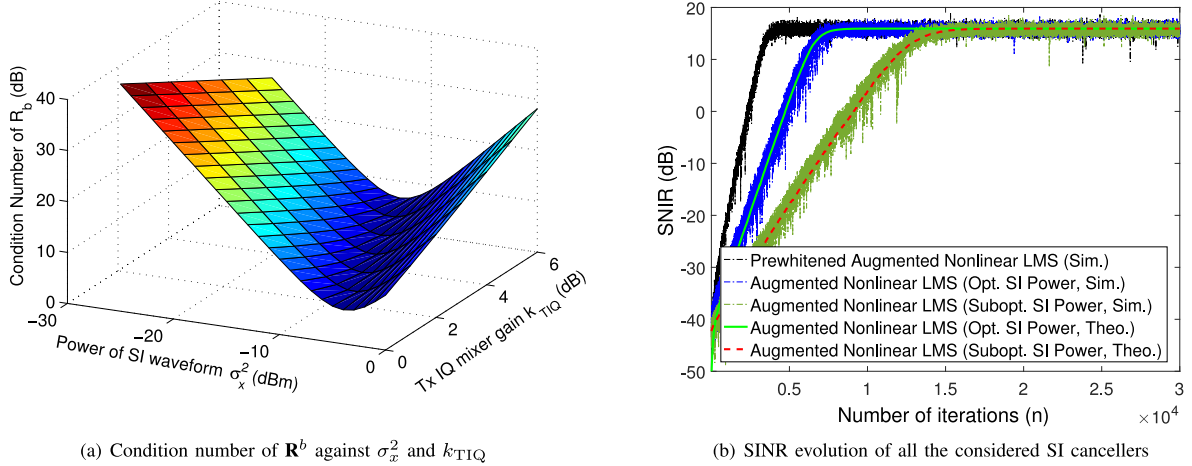 40
30
20
10
0
Condition Number of R_b (dB)
-30
-20
-10
0
Power of SI waveform σ_x^2 (dBm)
0
2
4
6
Tx IQ mixer gain k_TIQ (dB)
(a) Condition number of R^b against σ_x^2 and k_TIQ
20
10
0
-10
-20
-30
-40
-50
SNIR (dB)
Prewhitened Augmented Nonlinear LMS (Sim.)
Augmented Nonlinear LMS (Opt. SI Power, Sim.)
Augmented Nonlinear LMS (Subopt. SI Power, Sim.)
Augmented Nonlinear LMS (Opt. SI Power, Theo.)
Augmented Nonlinear LMS (Subopt. SI Power, Theo.)
0.5 1 1.5 2 2.5 3
Number of iterations (n)
×10^4
(b) SINR evolution of all the considered SI cancellers